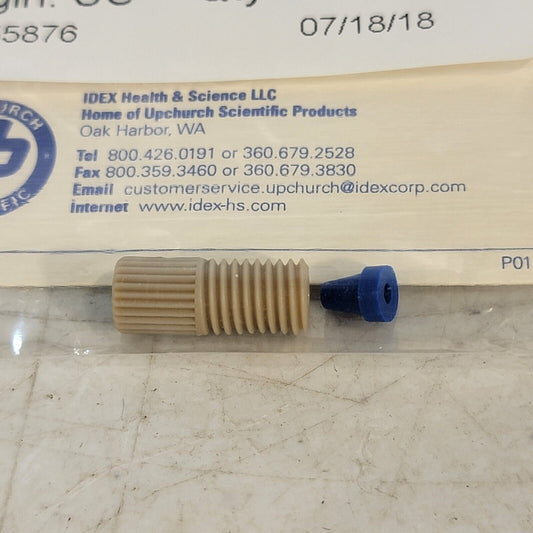 5876
07/18/18
IDEX Health & Science LLC
Home of Upchurch Scientific Products
Oak Harbor, WA
Tel 800.426.0191 or 360.679.2528
Fax 800.359.3460 or 360.679.3830
Email customerservice.upchurch@idexcorp.com
Internet www.idex-hs.com
P01